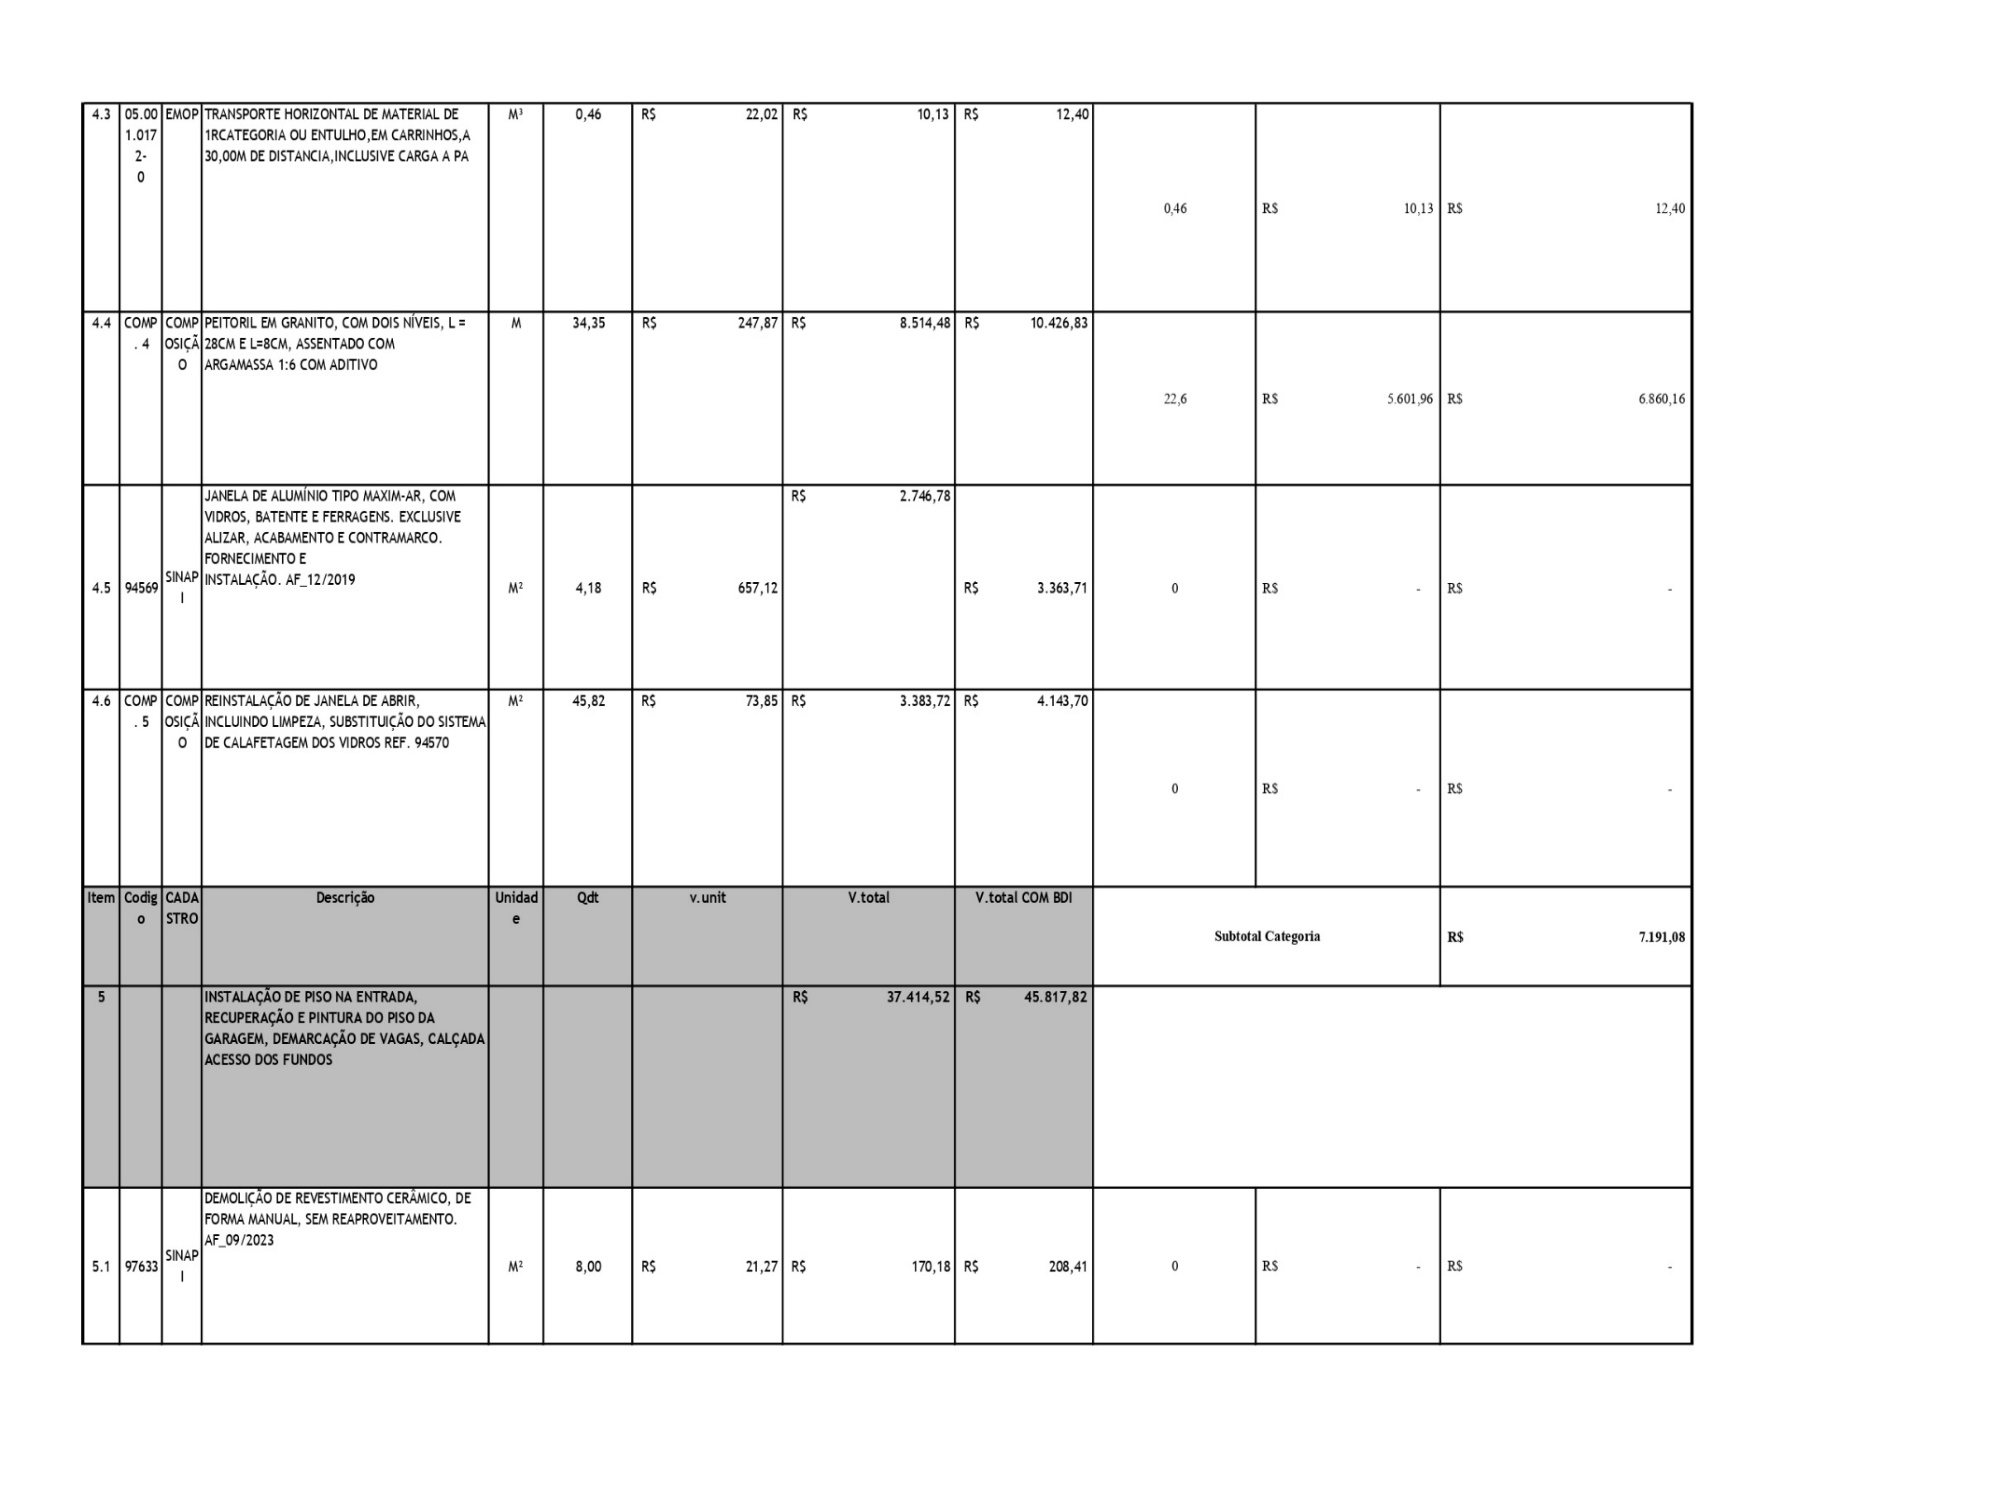 4.3 05.00 EMOP TRANSPORTE HORIZONTAL DE MATERIAL DE M³ 0,46 R$ 22,02 R$ 10,13 R$ 12,40
1.017 1RCATEGORIA OU ENTULHO,EM CARRINHOS,A
2- 30,00M DE DISTANCIA,INCLUSIVE CARGA A PA
0
0,46 R$ 10,13 R$ 12,40
4.4 COMP COMP PEITORIL EM GRANITO, COM DOIS NÍVEIS, L = M 34,35 R$ 247,87 R$ 8.514,48 R$ 10.426,83
. 4 OSIÇÃ 28CM E L=8CM, ASSENTADO COM
O ARGAMASSA 1:6 COM ADITIVO
22,6 R$ 5.601,96 R$ 6.860,16
JANELA DE ALUMÍNIO TIPO MAXIM-AR, COM R$ 2.746,78
VIDROS, BATENTE E FERRAGENS. EXCLUSIVE
ALIZAR, ACABAMENTO E CONTRAMARCO.
FORNECIMENTO E
SINAP INSTALAÇÃO. AF_12/2019
4.5 94569 I M² 4,18 R$ 657,12 R$ 3.363,71 0 R$ - R$ -
4.6 COMP COMP REINSTALAÇÃO DE JANELA DE ABRIR, M² 45,82 R$ 73,85 R$ 3.383,72 R$ 4.143,70
. 5 OSIÇÃ INCLUINDO LIMPEZA, SUBSTITUIÇÃO DO SISTEMA
O DE CALAFETAGEM DOS VIDROS REF. 94570
0 R$ - R$ -
Item Codig CADA Descrição Unidad Qdt v.unit V.total V.total COM BDI
o STRO e
Subtotal Categoria R$ 7.191,08
5 INSTALAÇÃO DE PISO NA ENTRADA, R$ 37.414,52 R$ 45.817,82
RECUPERAÇÃO E PINTURA DO PISO DA
GARAGEM, DEMARCAÇÃO DE VAGAS, CALÇADA
ACESSO DOS FUNDOS
DEMOLIÇÃO DE REVESTIMENTO CERÂMICO, DE
FORMA MANUAL, SEM REAPROVEITAMENTO.
AF_09/2023
SINAP
5.1 97633 I M² 8,00 R$ 21,27 R$ 170,18 R$ 208,41 0 R$ - R$ -